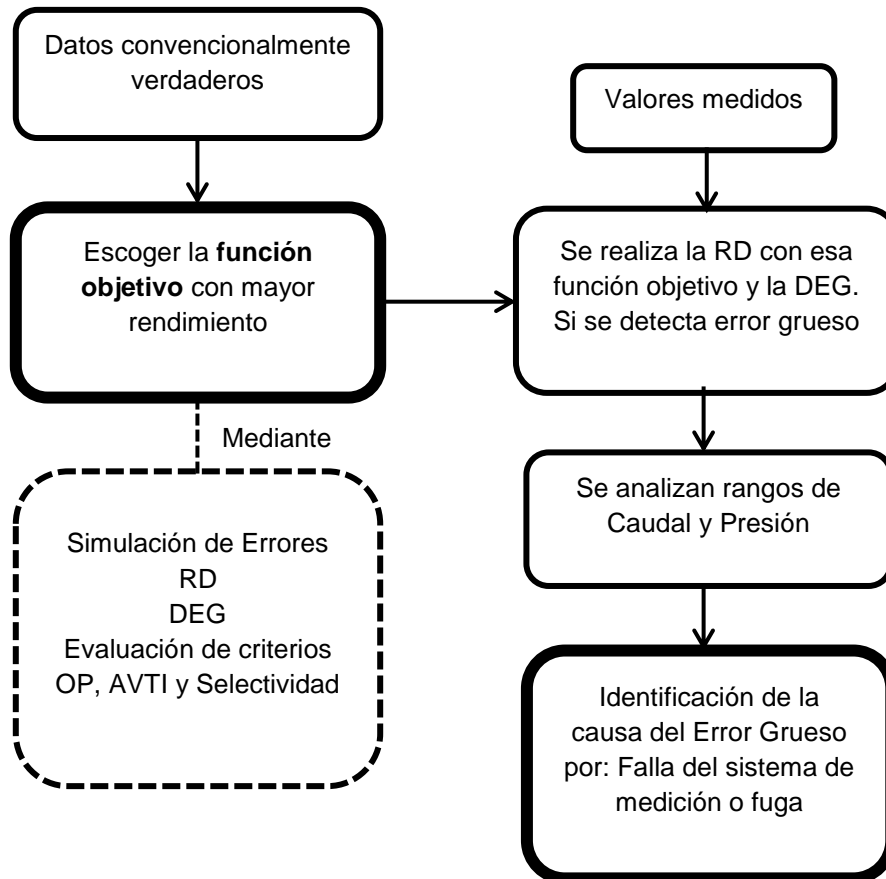 Datos convencionalmente
verdaderos
Valores medidos
Escoger la función
objetivo con mayor
rendimiento
Se realiza la RD con esa
función objetivo y la DEG.
Si se detecta error grueso
Mediante
Simulación de Errores
RD
DEG
Evaluación de criterios
OP, AVTI y Selectividad
Se analizan rangos de
Caudal y Presión
Identificación de la
causa del Error Grueso
por: Falla del sistema de
medición o fuga